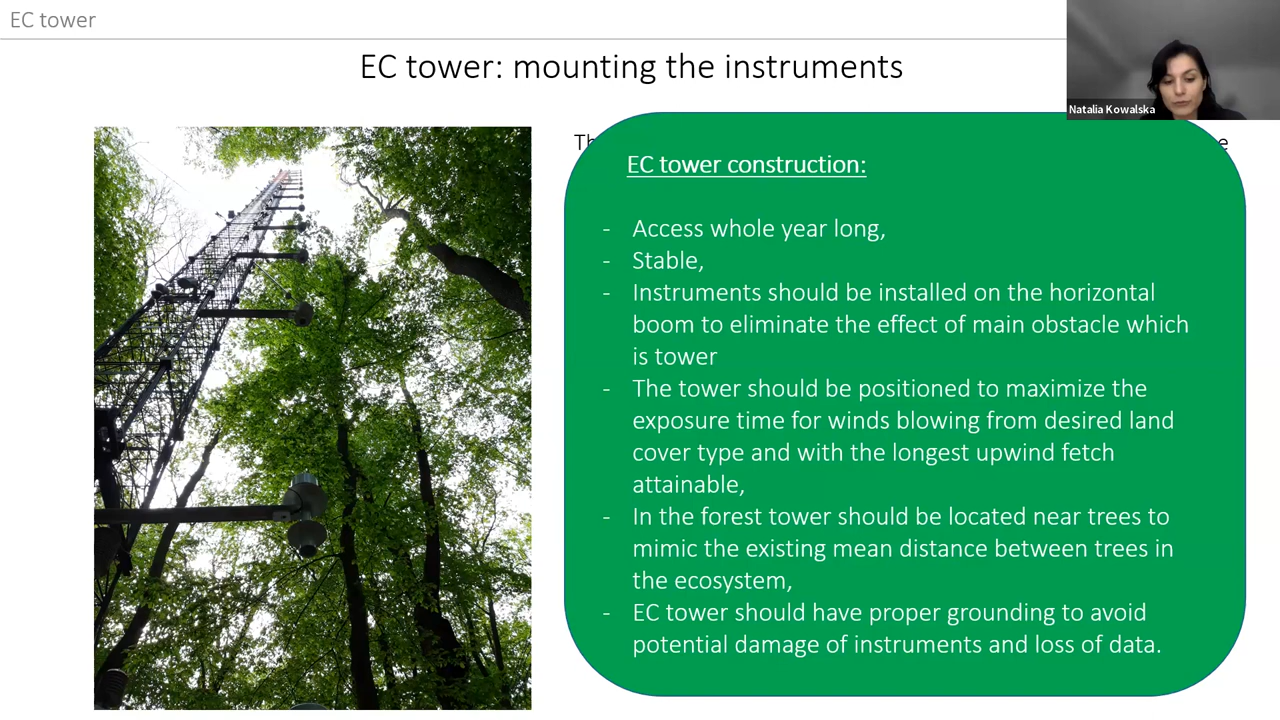 EC tower
EC tower: mounting the instruments
Natalia Kowalska
EC tower construction:
- Access whole year long,
- Stable,
- Instruments should be installed on the horizontal
boom to eliminate the effect of main obstacle which
is tower
- The tower should be positioned to maximize the
exposure time for winds blowing from desired land
cover type and with the longest upwind fetch
attainable,
- In the forest tower should be located near trees to
mimic the existing mean distance between trees in
the ecosystem,
- EC tower should have proper grounding to avoid
potential damage of instruments and loss of data.